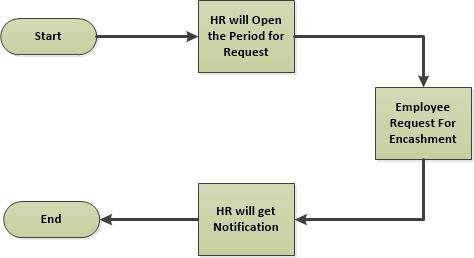 Start
HR will Open
the Period for
Request
Employee
Request For
Encashment
HR will get
Notification
End